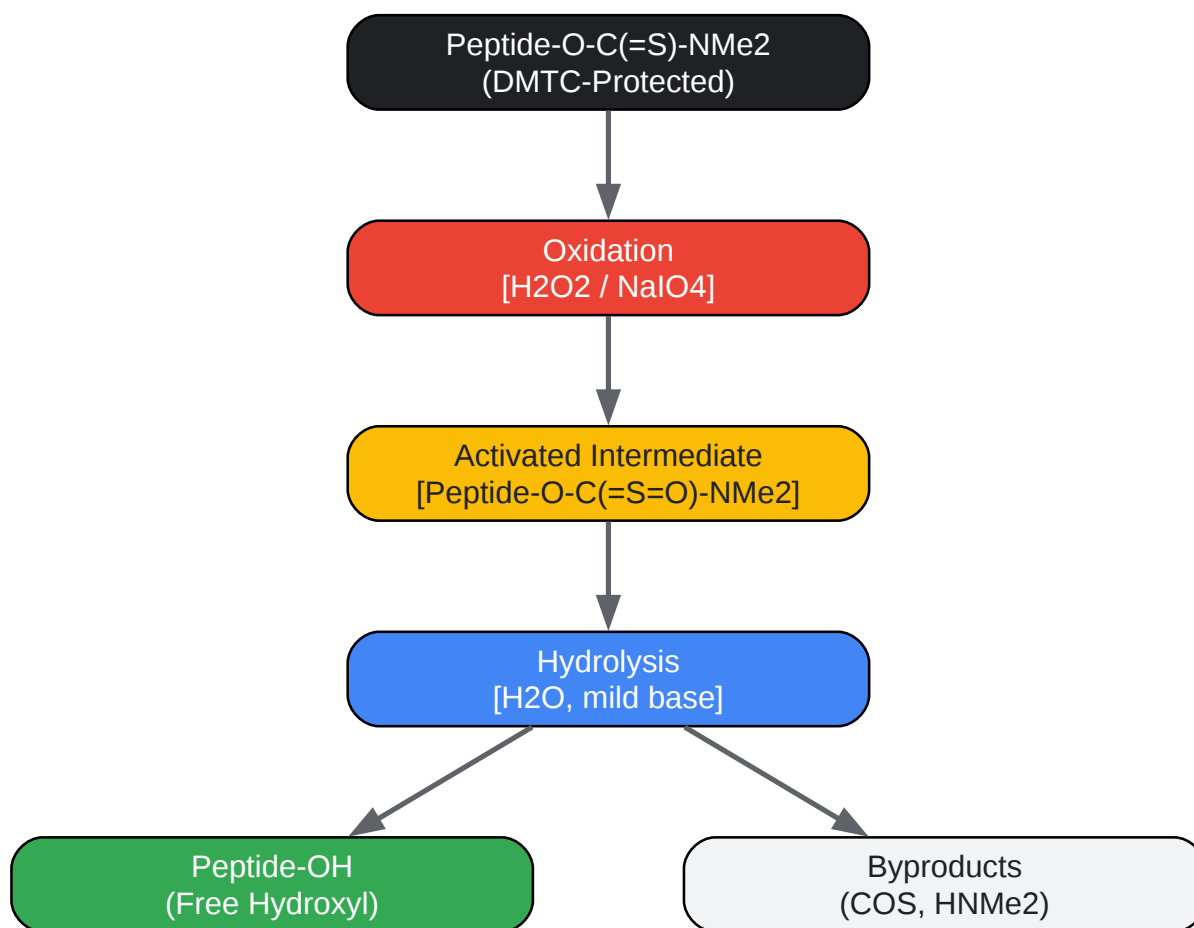 Peptide-O-C(=S)-NMe2
(DMTC-Protected)
Oxidation
[H2O2 / NaIO4]
Activated Intermediate
[Peptide-O-C(=S=O)-NMe2]
Hydrolysis
[H2O, mild base]
Peptide-OH
(Free Hydroxyl)
Byproducts
(COS, HNMe2)